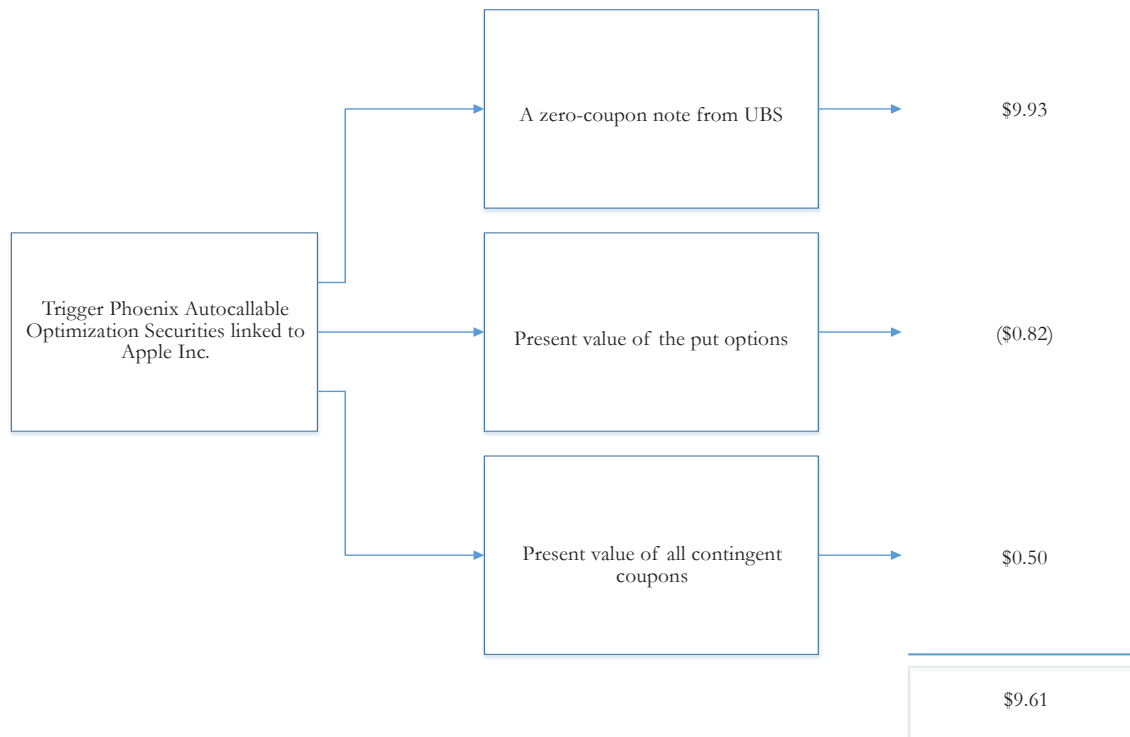 A zero-coupon note from UBS
$9.93
Trigger Phoenix Autocallable
Optimization Securities linked to
Apple Inc.
Present value of the put options
($0.82)
Present value of all contingent
coupons
$0.50
$9.61